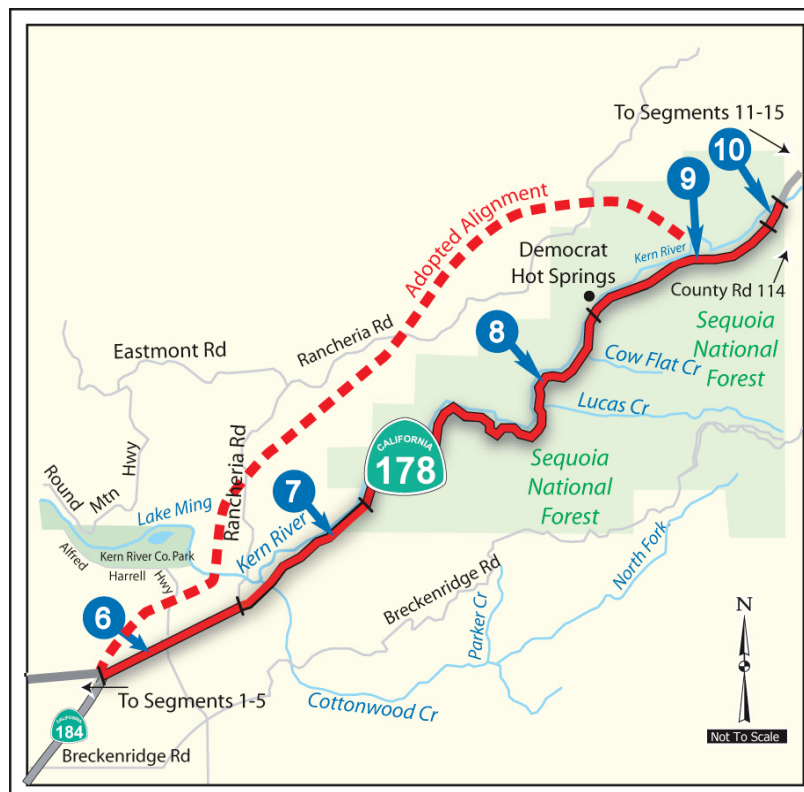 To Segments 11-15
10
9
Adopted Alignment
Kern River
Democrat
Hot Springs
County Rd 114
Sequoia
National
Forest
8
Rancheria Rd
Eastmont Rd
Cow Flat Cr
Lucas Cr
CALIFORNIA
178
Sequoia
National
Forest
Rancheria Rd
7
Round
Mtn
Hwy
Lake Ming
Kern River
Kern River Co. Park
Alfred
Harrell
Hwy
North Fork
Breckenridge Rd
Parker Cr
6
N
To Segments 1-5
Cottonwood Cr
CALIFORNIA
184
Breckenridge Rd
Not To Scale